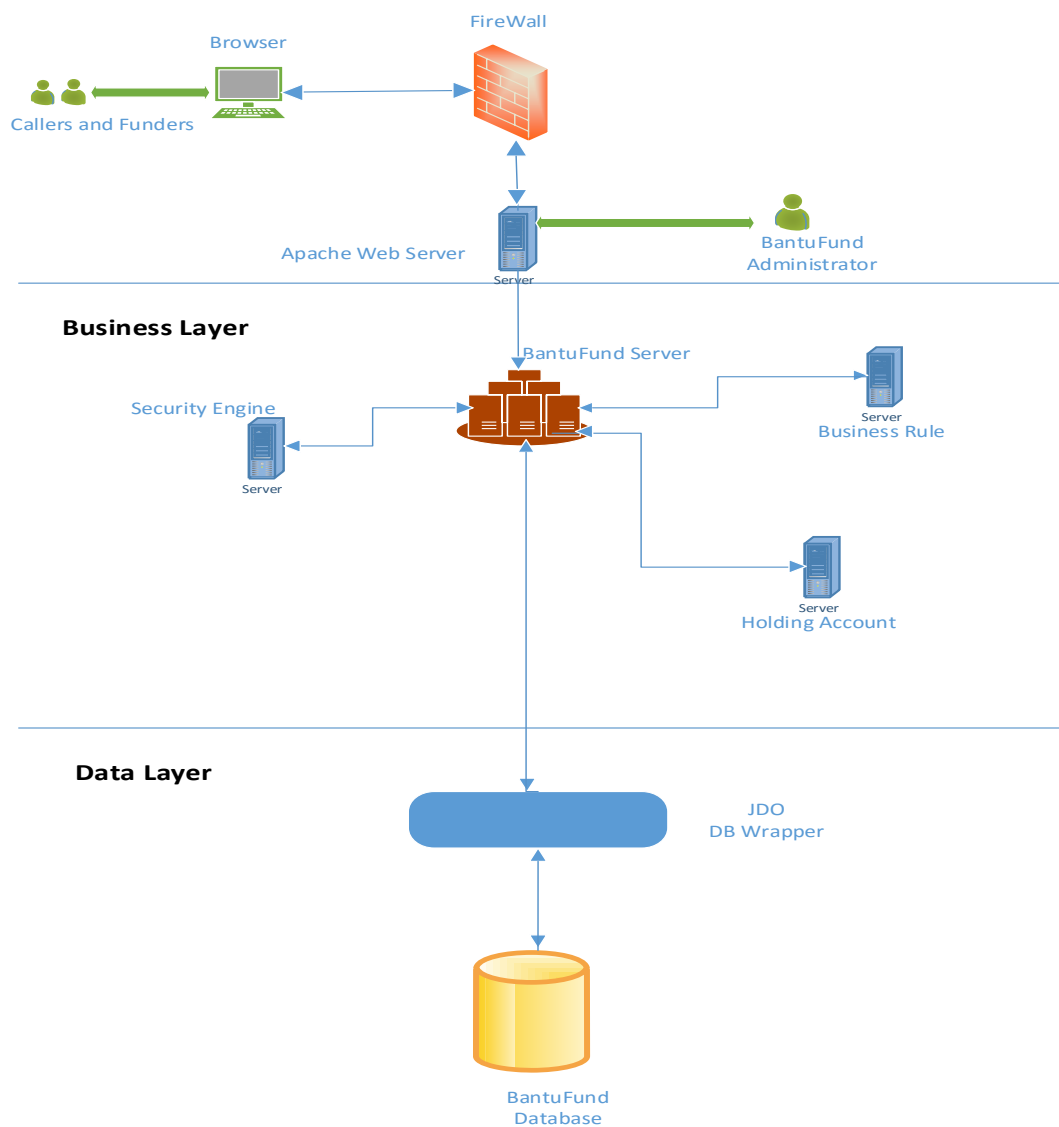 FireWall
Browser
Callers and Funders
Apache Web Server
Server
BantuFund
Administrator
Business Layer
BantuFund Server
Security Engine
Server
Server
Business Rule
Server
Holding Account
Data Layer
JDO
DB Wrapper
BantuFund
Database